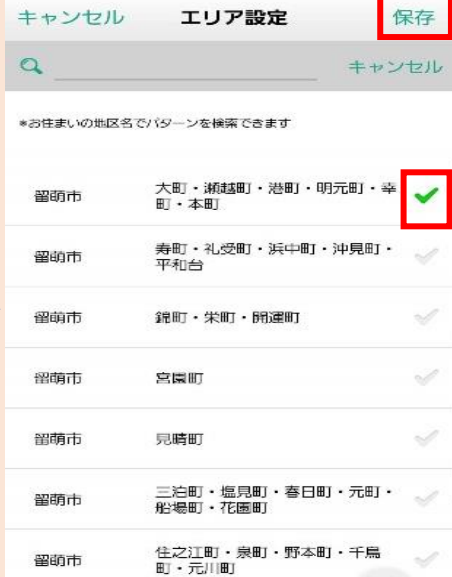 キャンセル エリア設定 保存
キャンセル
*お住まいの地区名でパターンを検索できます
留萌市 大町・瀬越町・港町・明元町・幸
町・本町
留萌市 寿町・礼受町・浜中町・沖見町・
平和台
留萌市 錦町・栄町・開運町
留萌市 宮園町
留萌市 見晴町
留萌市 三泊町・塩見町・春日町・元町・
船場町・花園町
留萌市 住之江町・泉町・野本町・千鳥
町・元川町